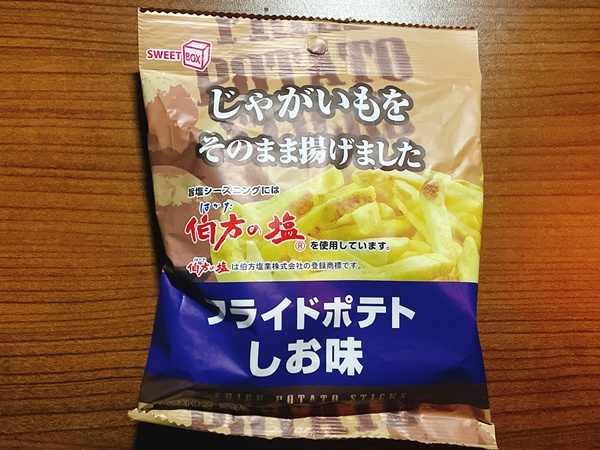 FRIED
POTATO
SWEET BOX
じゃがいもを
そのまま揚げました
旨塩シーズニングには
はかた
伯方の塩®を使用しています。
はかた
伯方の塩は伯方塩業株式会社の登録商標です。
フライドポテト
しお味
FRIED POTATO STICKS